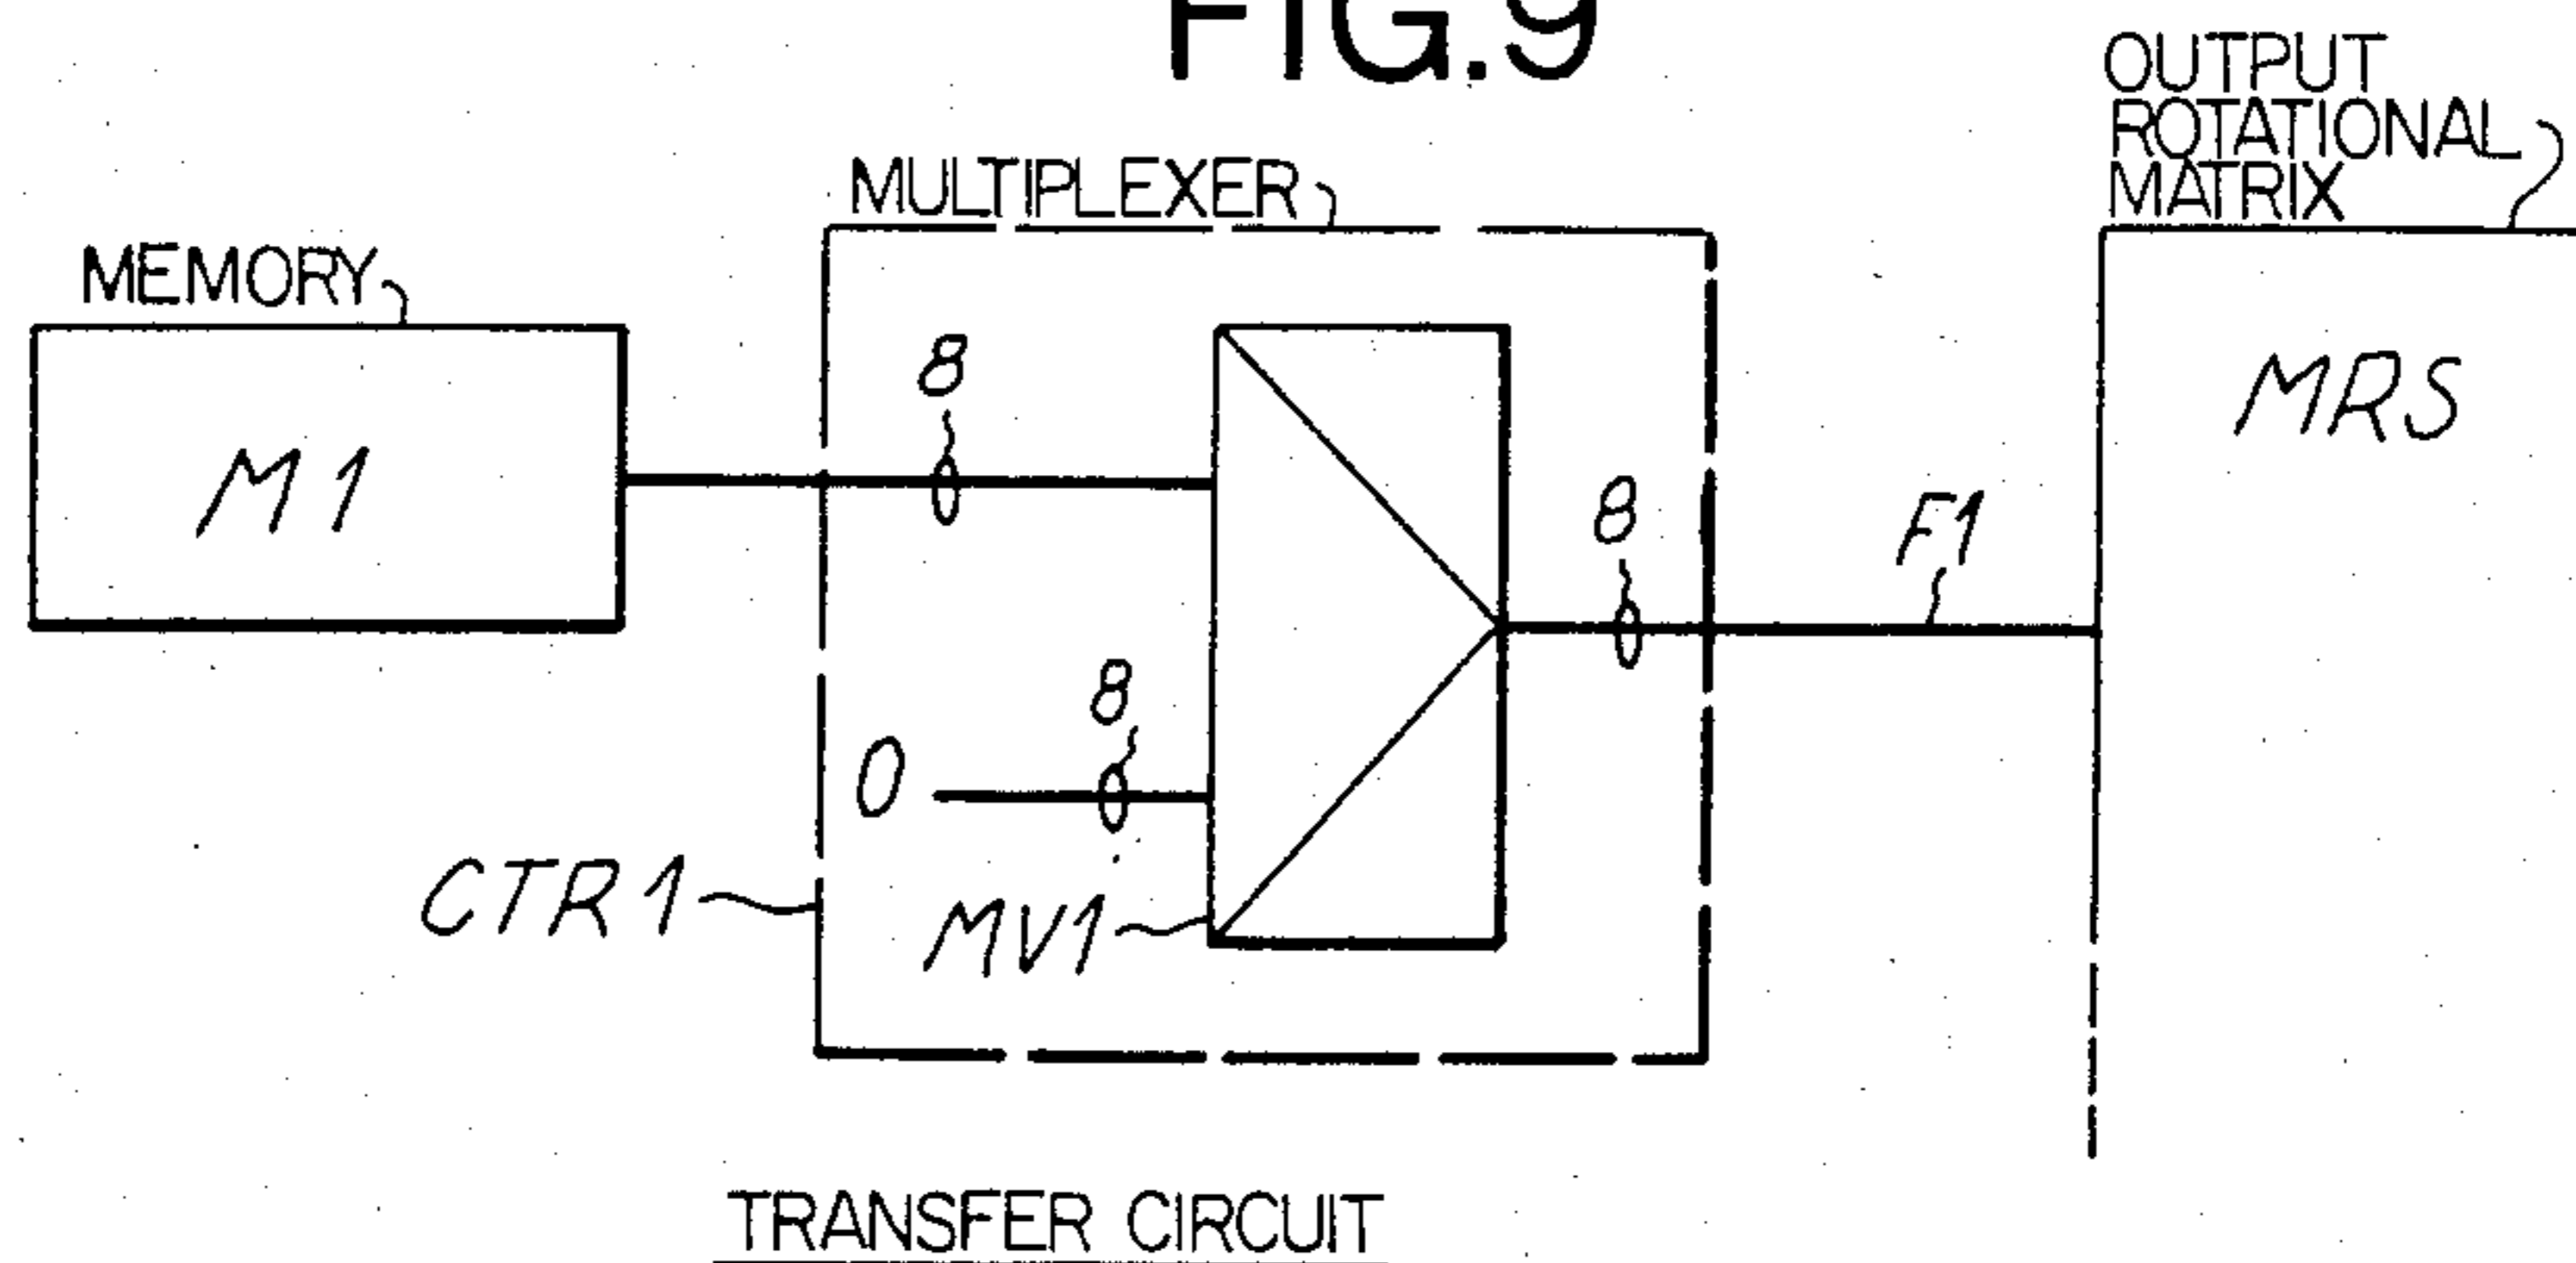 FIG.9
OUTPUT
ROTATIONAL
MATRIX
MULTIPLEXER
MEMORY
M1
8
MRS
8
F1
8
0
CTR1
MV1
TRANSFER CIRCUIT